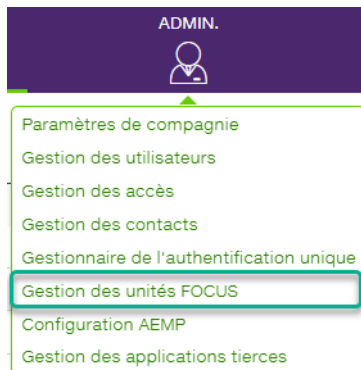 ADMIN.
Paramètres de compagnie
Gestion des utilisateurs
Gestion des accès
Gestion des contacts
Gestionnaire de l'authentification unique
Gestion des unités FOCUS
Configuration AEMP
Gestion des applications tierces